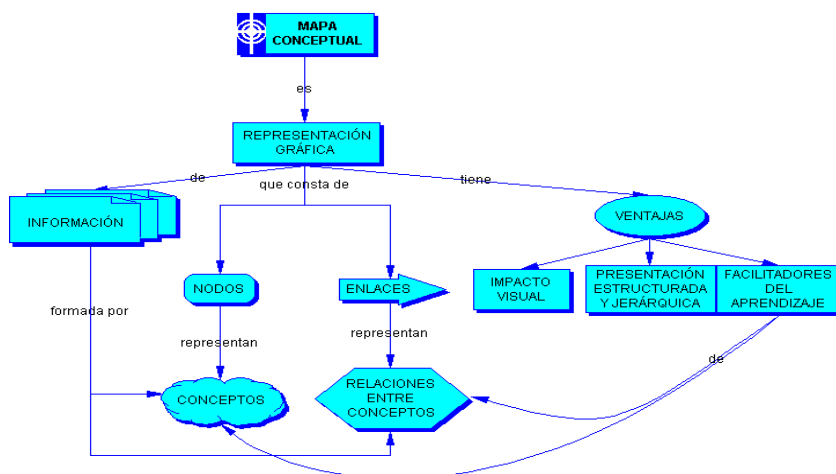 MAPA
CONCEPTUAL
es
REPRESENTACIÓN
GRÁFICA
de
que consta de
tiene
INFORMACIÓN
VENTAJAS
NODOS
ENLACES
IMPACTO
VISUAL
PRESENTACIÓN
ESTRUCTURADA
Y JERÁRQUICA
FACILITADORES
DEL
APRENDIZAJE
formada por
representan
representan
de
CONCEPTOS
RELACIONES
ENTRE
CONCEPTOS